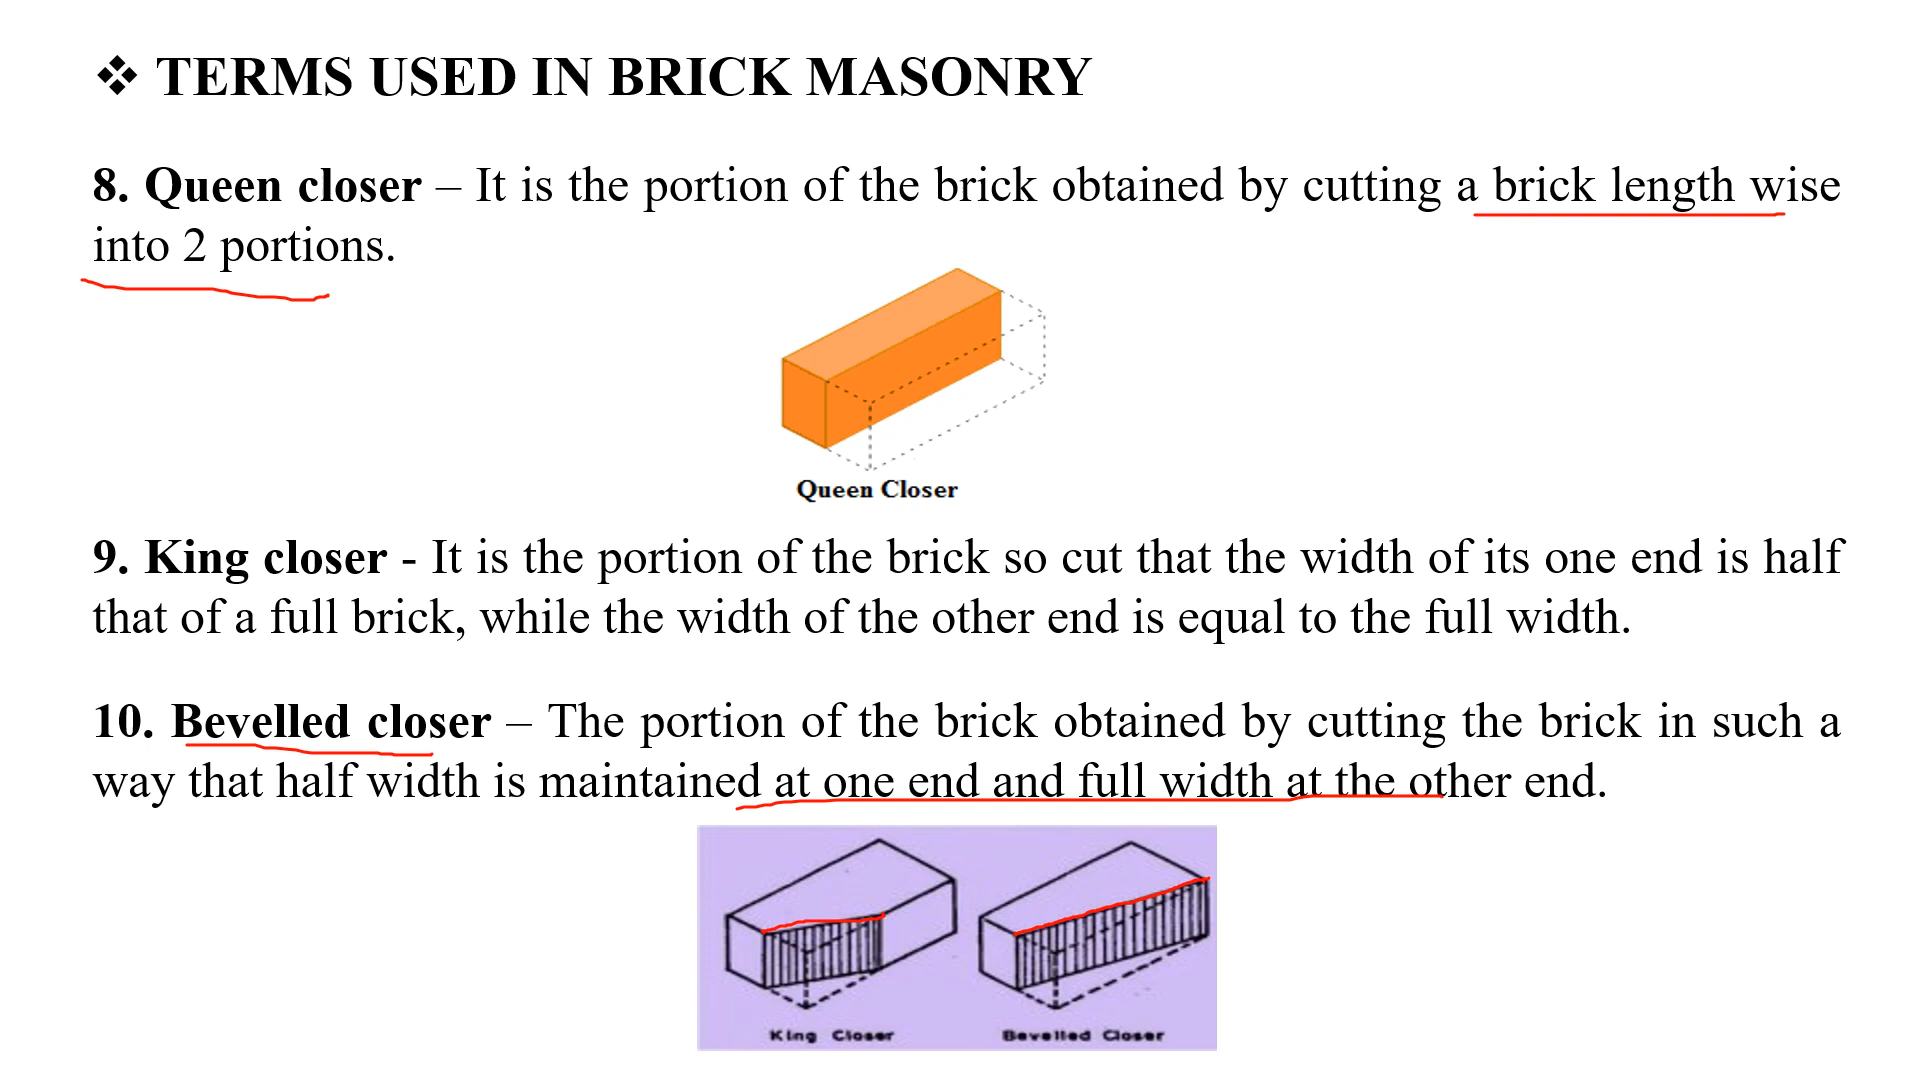 ❖ TERMS USED IN BRICK MASONRY
8. Queen closer – It is the portion of the brick obtained by cutting a brick length wise
into 2 portions.
Queen Closer
9. King closer - It is the portion of the brick so cut that the width of its one end is half
that of a full brick, while the width of the other end is equal to the full width.
10. Bevelled closer – The portion of the brick obtained by cutting the brick in such a
way that half width is maintained at one end and full width at the other end.
King Closer
Bevelled Closer